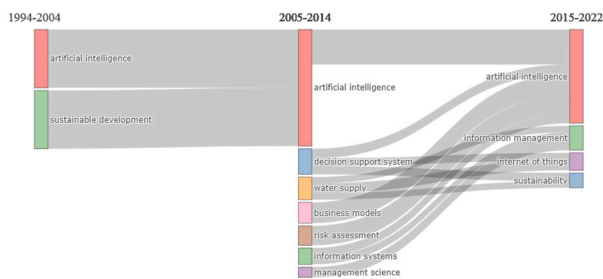 1994-2004
2005-2014
2015-2022
artificial intelligence
sustainable development
artificial intelligence
decision support system
water supply
business models
risk assessment
information systems
management science
artificial intelligence
information management
internet of things
sustainability